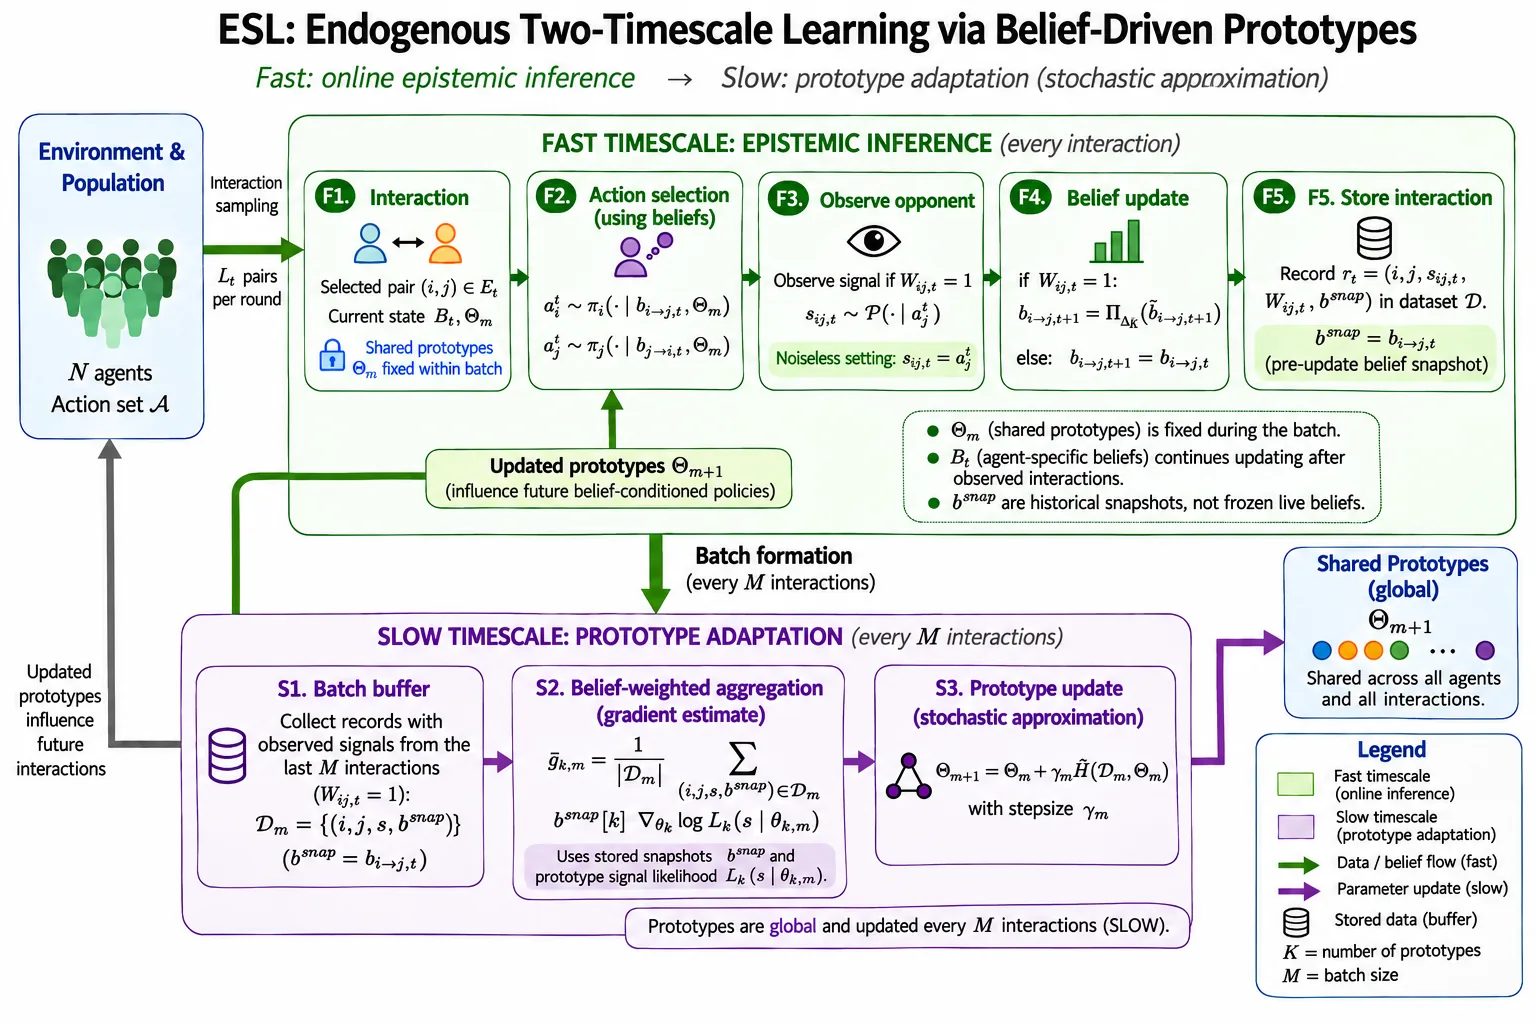 ESL: Endogenous Two-Timescale Learning via Belief-Driven Prototypes
Fast: online epistemic inference → Slow: prototype adaptation (stochastic approximation)
Environment &
Population
N agents
Action set 𝒜
Interaction
sampling
L_t pairs
per round
FAST TIMESCALE: EPISTEMIC INFERENCE (every interaction)
F1. Interaction
Selected pair (i, j) ∈ E_t
Current state B_t, Θ_m
Shared prototypes
Θ_m fixed within batch
F2. Action selection
(using beliefs)
a_i^t ∼ π_i(· | b_{i→j,t}, Θ_m)
a_j^t ∼ π_j(· | b_{j→i,t}, Θ_m)
F3. Observe opponent
Observe signal if W_{ij,t} = 1
s_{ij,t} ∼ P(· | a_j^t)
Noiseless setting: s_{ij,t} = a_j^t
F4. Belief update
if W_{ij,t} = 1:
b_{i→j,t+1} = Π_{Δ_K}(b̃_{i→j,t+1})
else: b_{i→j,t+1} = b_{i→j,t}
F5. F5. Store interaction
Record r_t = (i, j, s_{ij,t},
W_{ij,t}, b^{snap}) in dataset 𝒟.
b^{snap} = b_{i→j,t}
(pre-update belief snapshot)
Updated prototypes Θ_{m+1}
(influence future belief-conditioned policies)
● Θ_m (shared prototypes) is fixed during the batch.
● B_t (agent-specific beliefs) continues updating after
observed interactions.
● b^{snap} are historical snapshots, not frozen live beliefs.
Batch formation
(every M interactions)
Updated
prototypes
influence
future
interactions
SLOW TIMESCALE: PROTOTYPE ADAPTATION (every M interactions)
S1. Batch buffer
Collect records with
observed signals from the
last M interactions
(W_{ij,t} = 1):
𝒟_m = {(i, j, s, b^{snap})}
(b^{snap} = b_{i→j,t})
S2. Belief-weighted aggregation
(gradient estimate)
ḡ_{k,m} = 1/|𝒟_m| ∑_{(i,j,s,b^{snap})∈𝒟_m}
b^{snap}[k] ∇_{θ_k} log L_k(s | θ_{k,m})
Uses stored snapshots b^{snap} and
prototype signal likelihood L_k(s | θ_{k,m}).
S3. Prototype update
(stochastic approximation)
Θ_{m+1} = Θ_m + γ_m H̃(𝒟_m, Θ_m)
with stepsize γ_m
Prototypes are global and updated every M interactions (SLOW).
Shared Prototypes
(global)
Θ_{m+1}
...
Shared across all agents
and all interactions.
Legend
Fast timescale
(online inference)
Slow timescale
(prototype adaptation)
Data / belief flow (fast)
Parameter update (slow)
Stored data (buffer)
K = number of prototypes
M = batch size